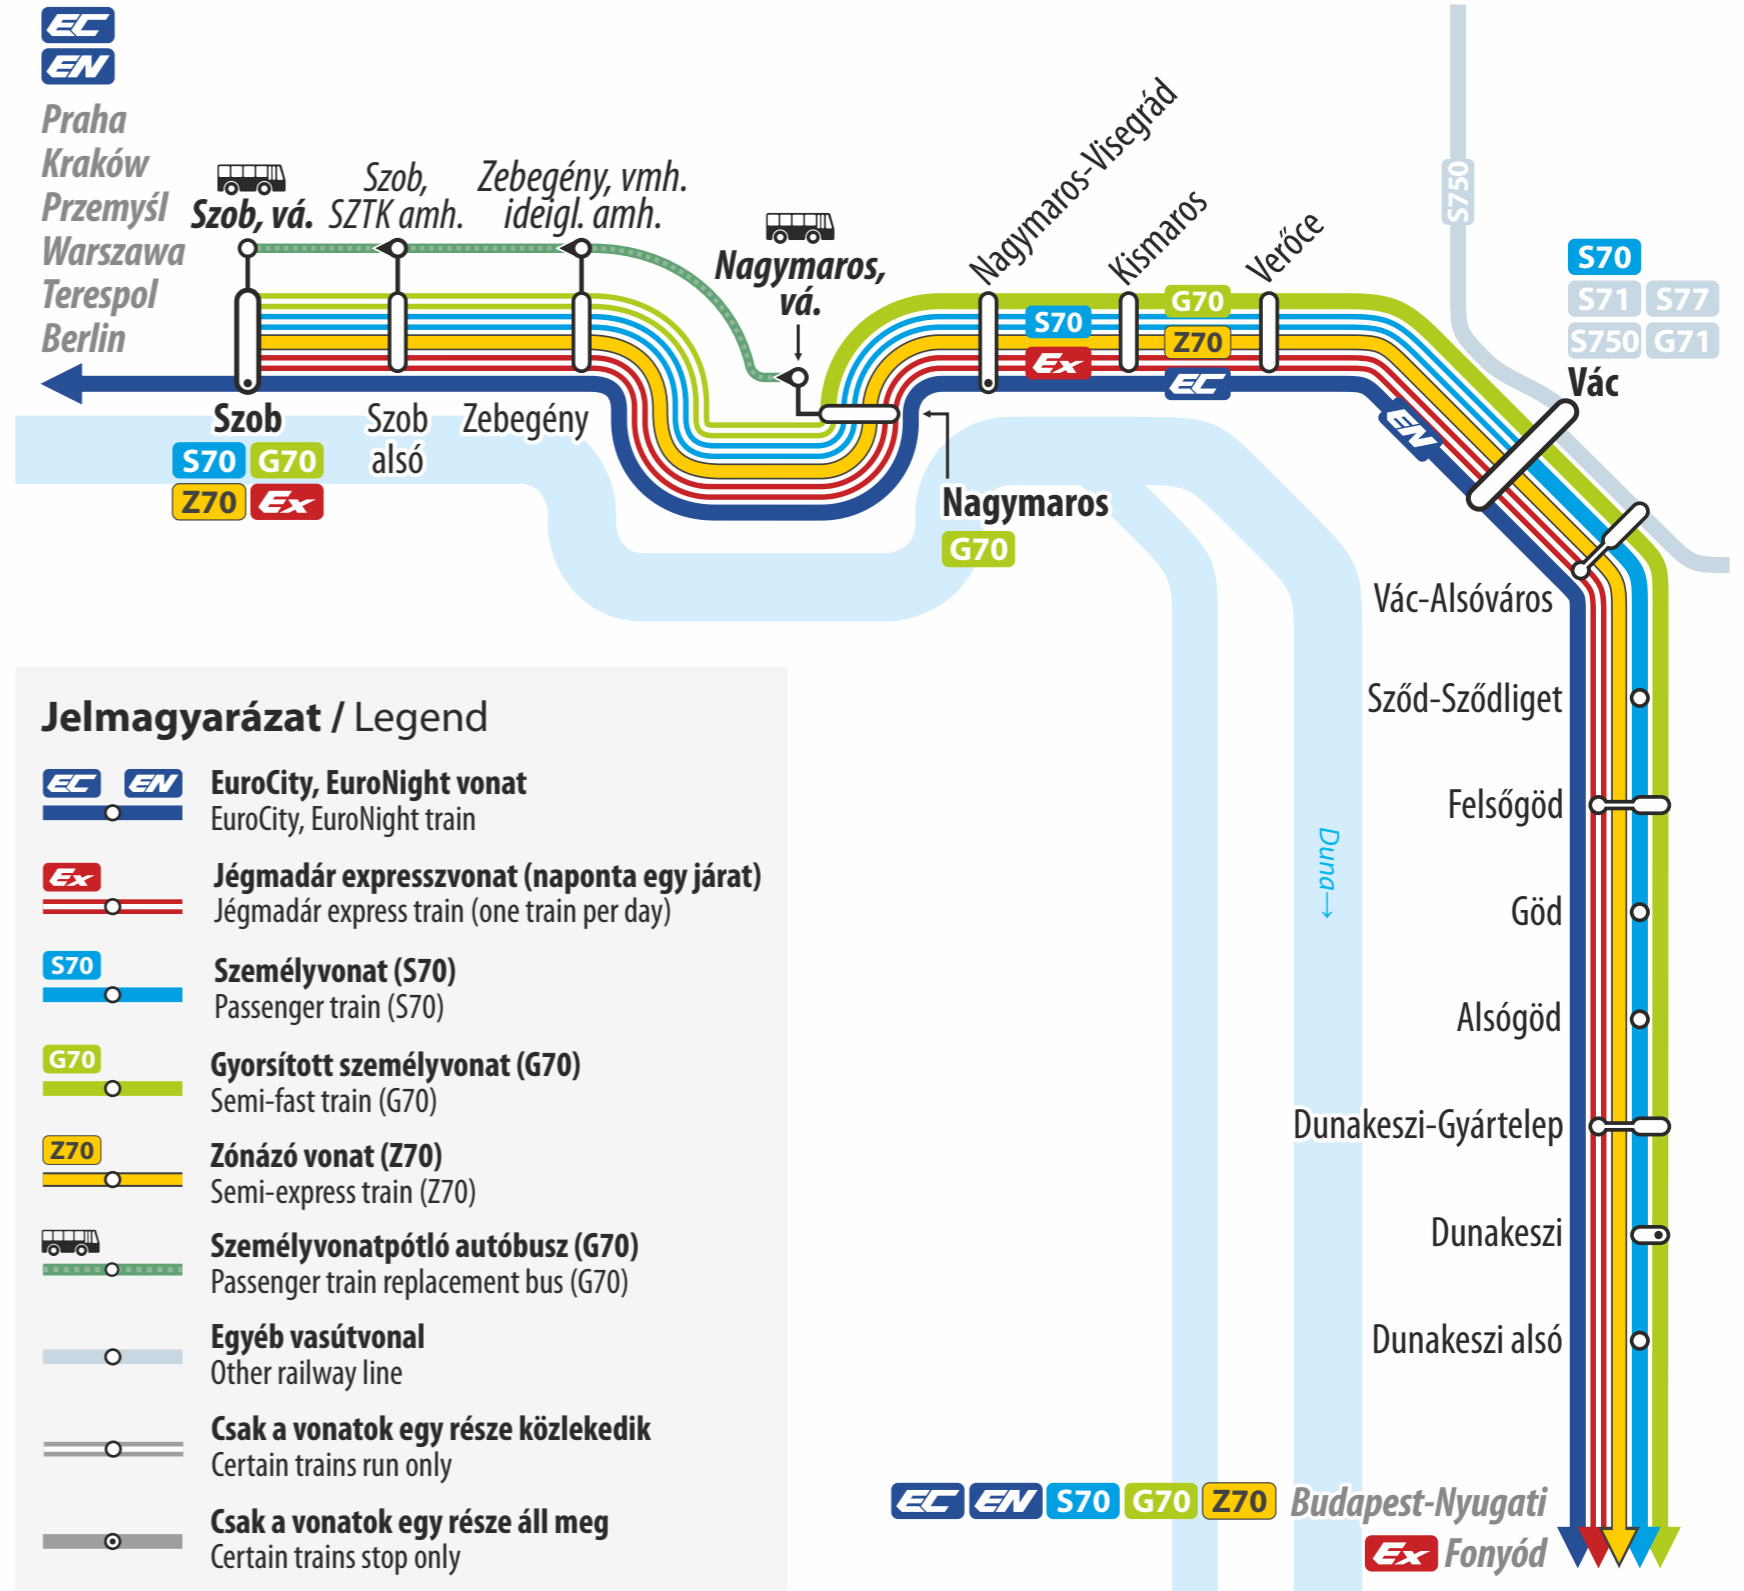 EC
EN
Praha
Kraków
Przemyśl
Warszawa
Terespol
Berlin
Szob, vá.
Szob,
SZTK amh.
Zebegény, vmh.
ideigl. amh.
Nagymaros,
vá.
Nagymaros-Visegrád
Kismaros
Verőce
S70
Ex
G70
Z70
EC
EN
S750
S70
S71 S77
S750 G71
Vác
Szob
S70 G70
Z70 Ex
Szob
alsó
Zebegény
Nagymaros
G70
Vác-Alsóváros
Sződ-Sződliget
Felsőgöd
Göd
Alsógöd
Dunakeszi-Gyártelep
Dunakeszi
Dunakeszi alsó
Duna→
EC EN S70 G70 Z70 Budapest-Nyugati
Ex Fonyód
Jelmagyarázat / Legend
EC EN
EuroCity, EuroNight vonat
EuroCity, EuroNight train
Ex
Jégmadár expresszvonat (naponta egy járat)
Jégmadár express train (one train per day)
S70
Személyvonat (S70)
Passenger train (S70)
G70
Gyorsított személyvonat (G70)
Semi-fast train (G70)
Z70
Zónázó vonat (Z70)
Semi-express train (Z70)
Személyvonatpótló autóbusz (G70)
Passenger train replacement bus (G70)
Egyéb vasútvonal
Other railway line
Csak a vonatok egy része közlekedik
Certain trains run only
Csak a vonatok egy része áll meg
Certain trains stop only